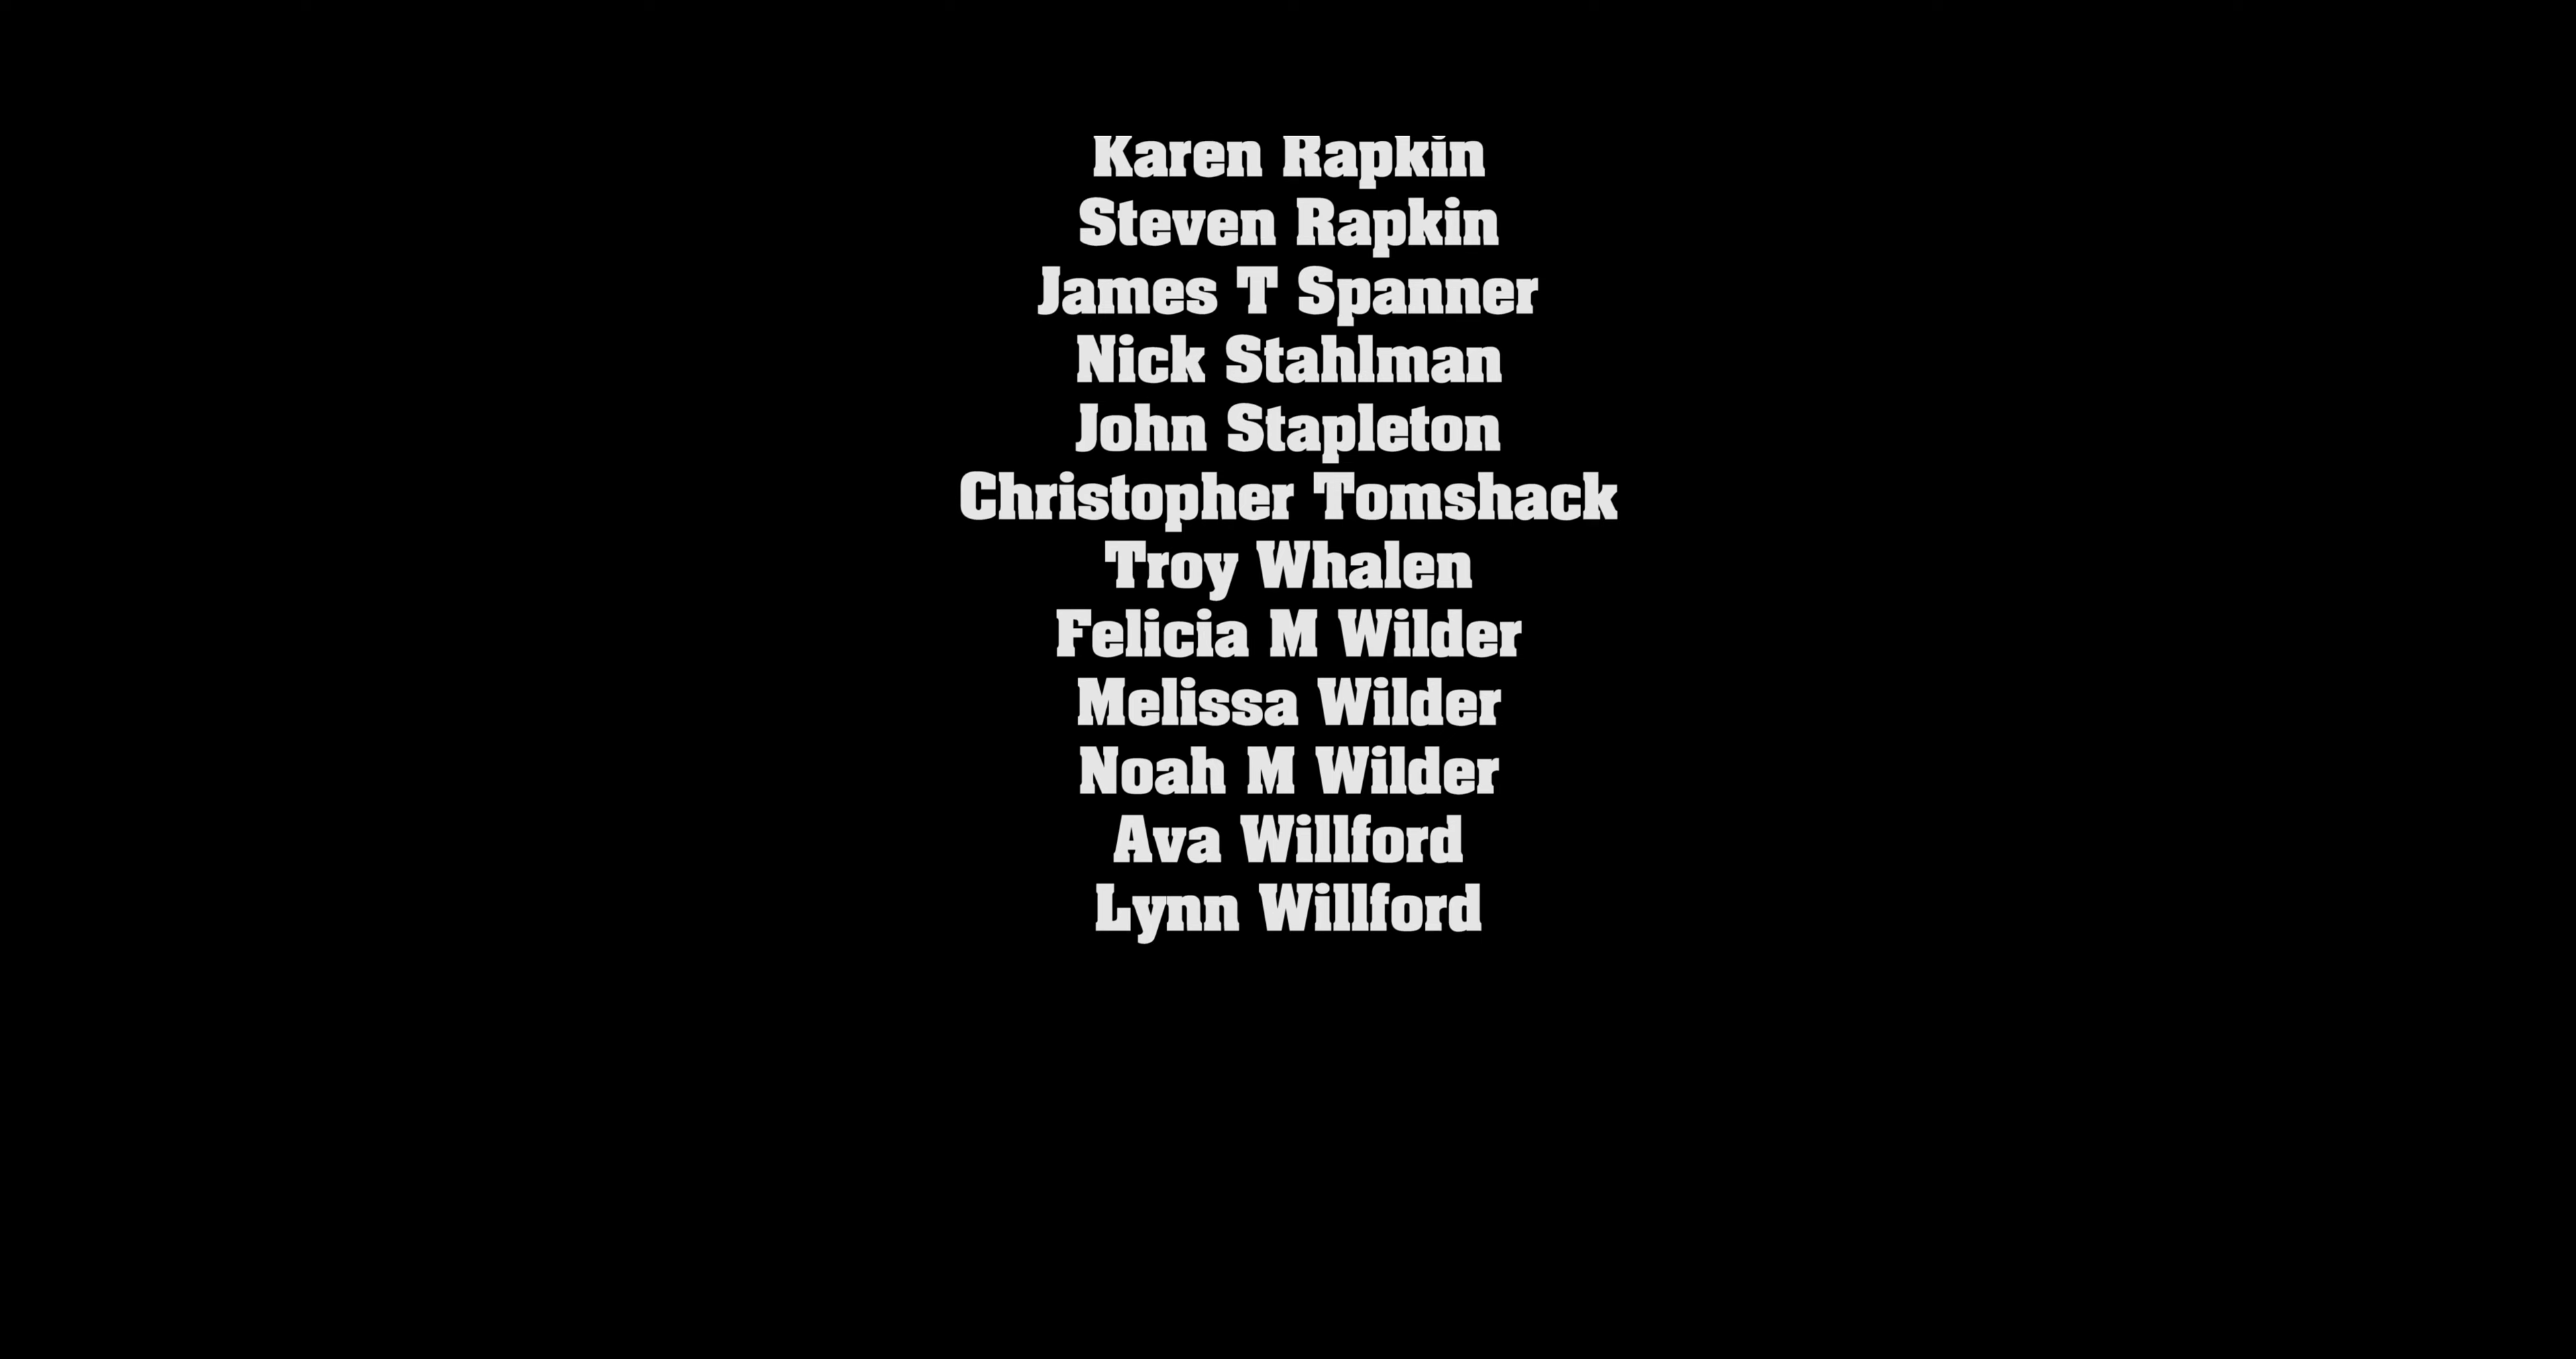 Karen Rapkin
Steven Rapkin
James T Spanner
Nick Stahlman
John Stapleton
Christopher Tomshack
Troy Whalen
Felicia M Wilder
Melissa Wilder
Noah M Wilder
Ava Willford
Lynn Willford